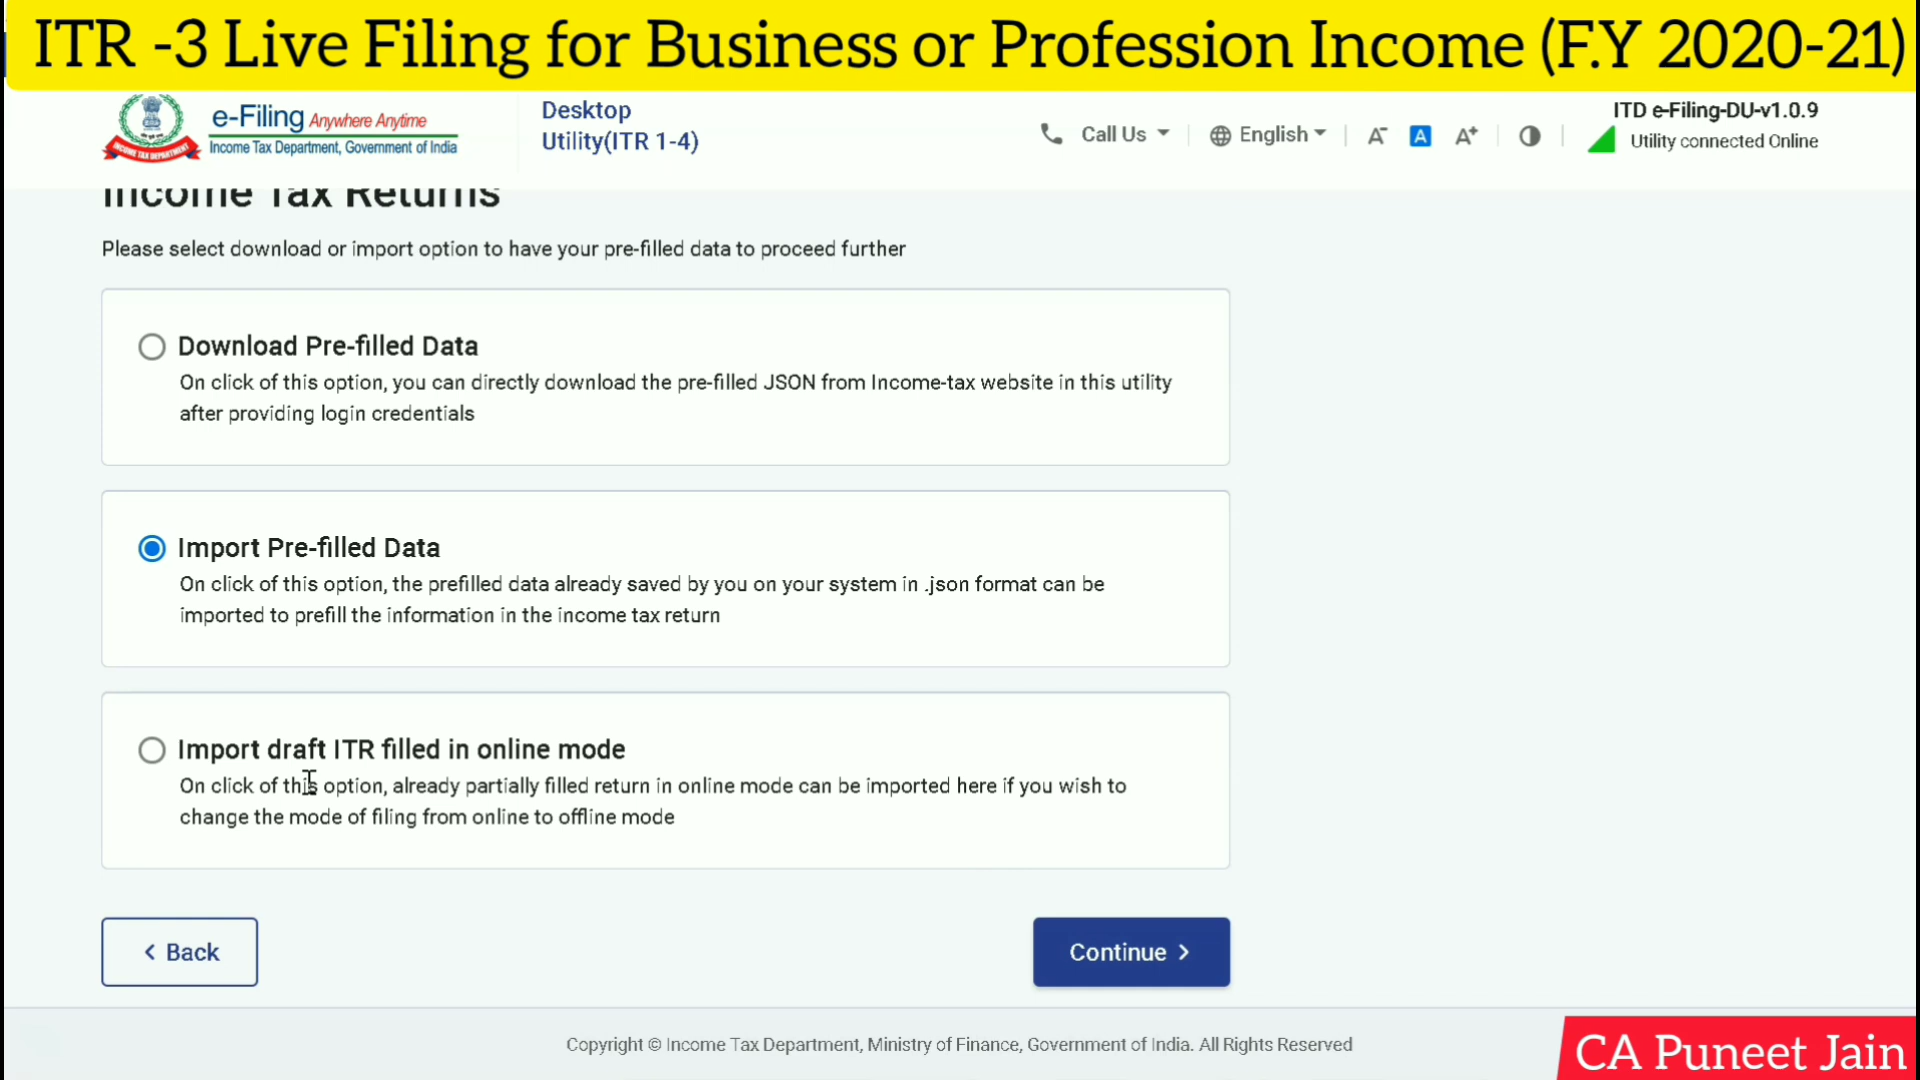 ITR -3 Live Filing for Business or Profession Income (F.Y 2020-21)
e-Filing Anywhere Anytime
Income Tax Department, Government of India
INCOME TAX DEPARTMENT
Desktop
Utility(ITR 1-4)
Call Us
English
A-
A
A+
ITD e-Filing-DU-v1.0.9
Utility connected Online
Income Tax Returns
Please select download or import option to have your pre-filled data to proceed further
Download Pre-filled Data
On click of this option, you can directly download the pre-filled JSON from Income-tax website in this utility
after providing login credentials
Import Pre-filled Data
On click of this option, the prefilled data already saved by you on your system in .json format can be
imported to prefill the information in the income tax return
Import draft ITR filled in online mode
On click of this option, already partially filled return in online mode can be imported here if you wish to
change the mode of filing from online to offline mode
< Back
Continue >
Copyright © Income Tax Department, Ministry of Finance, Government of India. All Rights Reserved
CA Puneet Jain